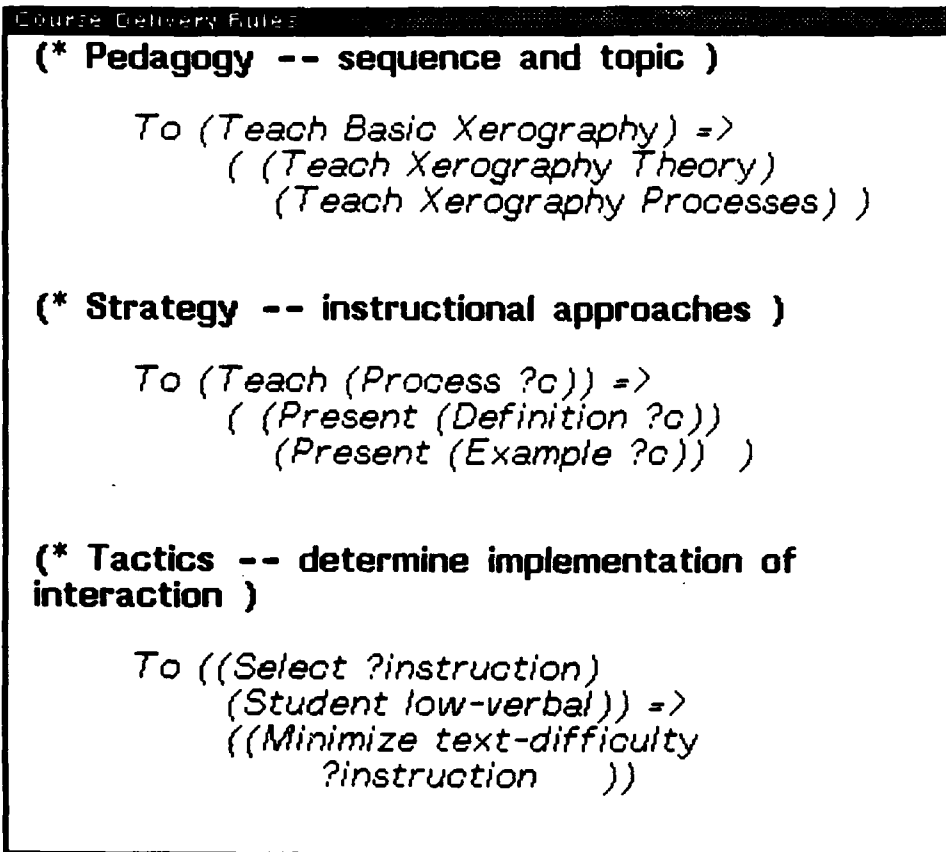 Course Delivery Rules
(* Pedagogy -- sequence and topic )
To (Teach Basic Xerography) =>
( (Teach Xerography Theory)
(Teach Xerography Processes) )
(* Strategy -- instructional approaches )
To (Teach (Process ?c)) =>
( (Present (Definition ?c))
(Present (Example ?c)) )
(* Tactics -- determine implementation of
interaction )
To ((Select ?instruction)
(Student low-verbal)) =>
((Minimize text-difficulty
?instruction ))